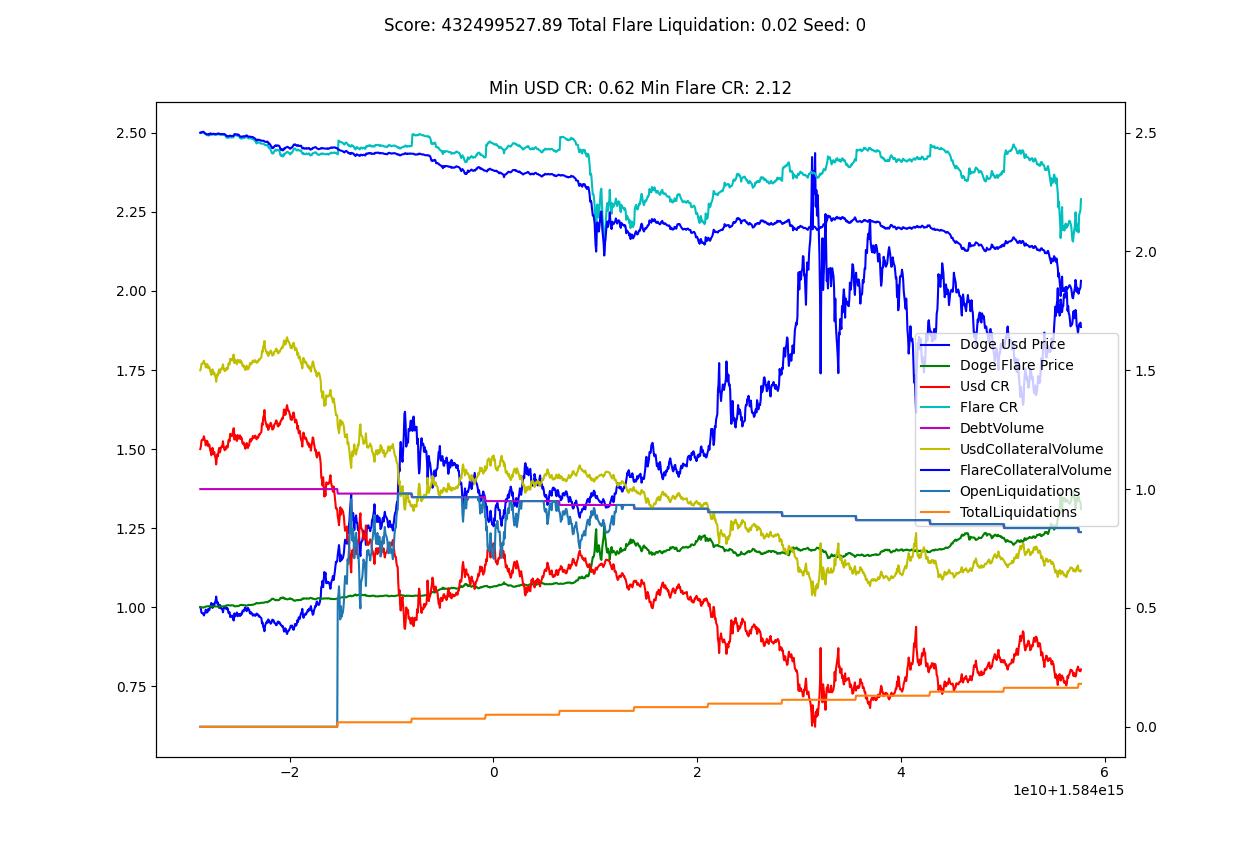 Score: 432499527.89 Total Flare Liquidation: 0.02 Seed: 0
Min USD CR: 0.62 Min Flare CR: 2.12
2.50
2.25
2.00
1.75
1.50
1.25
1.00
0.75
2.5
2.0
1.5
1.0
0.5
0.0
Doge Usd Price
Doge Flare Price
Usd CR
Flare CR
DebtVolume
UsdCollateralVolume
FlareCollateralVolume
OpenLiquidations
TotalLiquidations
−2 0 2 4 6
1e10+1.584e15